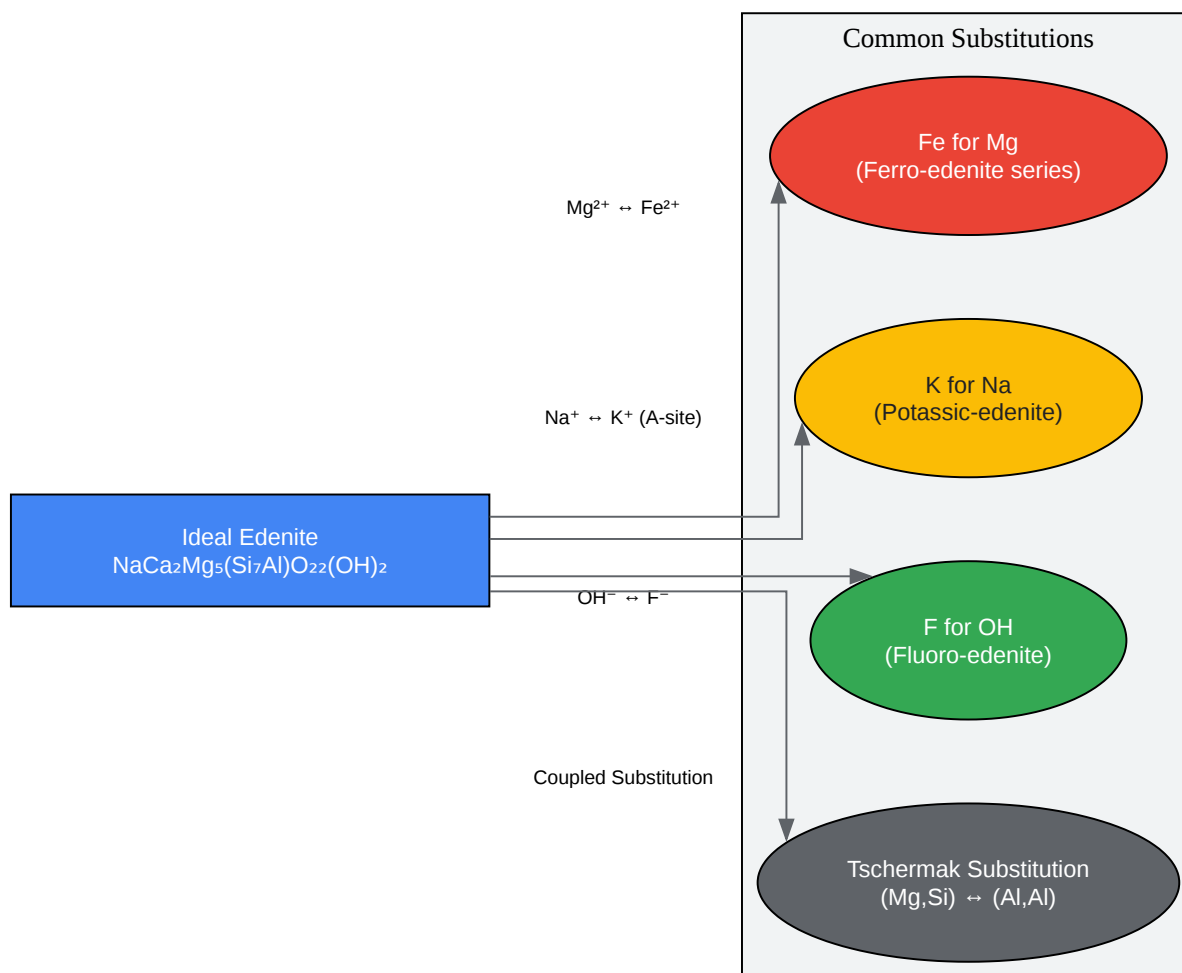 Common Substitutions
Fe for Mg
(Ferro-edenite series)
Mg²⁺ ↔ Fe²⁺
K for Na
(Potassic-edenite)
Na⁺ ↔ K⁺ (A-site)
Ideal Edenite
NaCa₂Mg₅(Si₇Al)O₂₂(OH)₂
OH⁻ ↔ F⁻
F for OH
(Fluoro-edenite)
Coupled Substitution
Tschermak Substitution
(Mg,Si) ↔ (Al,Al)